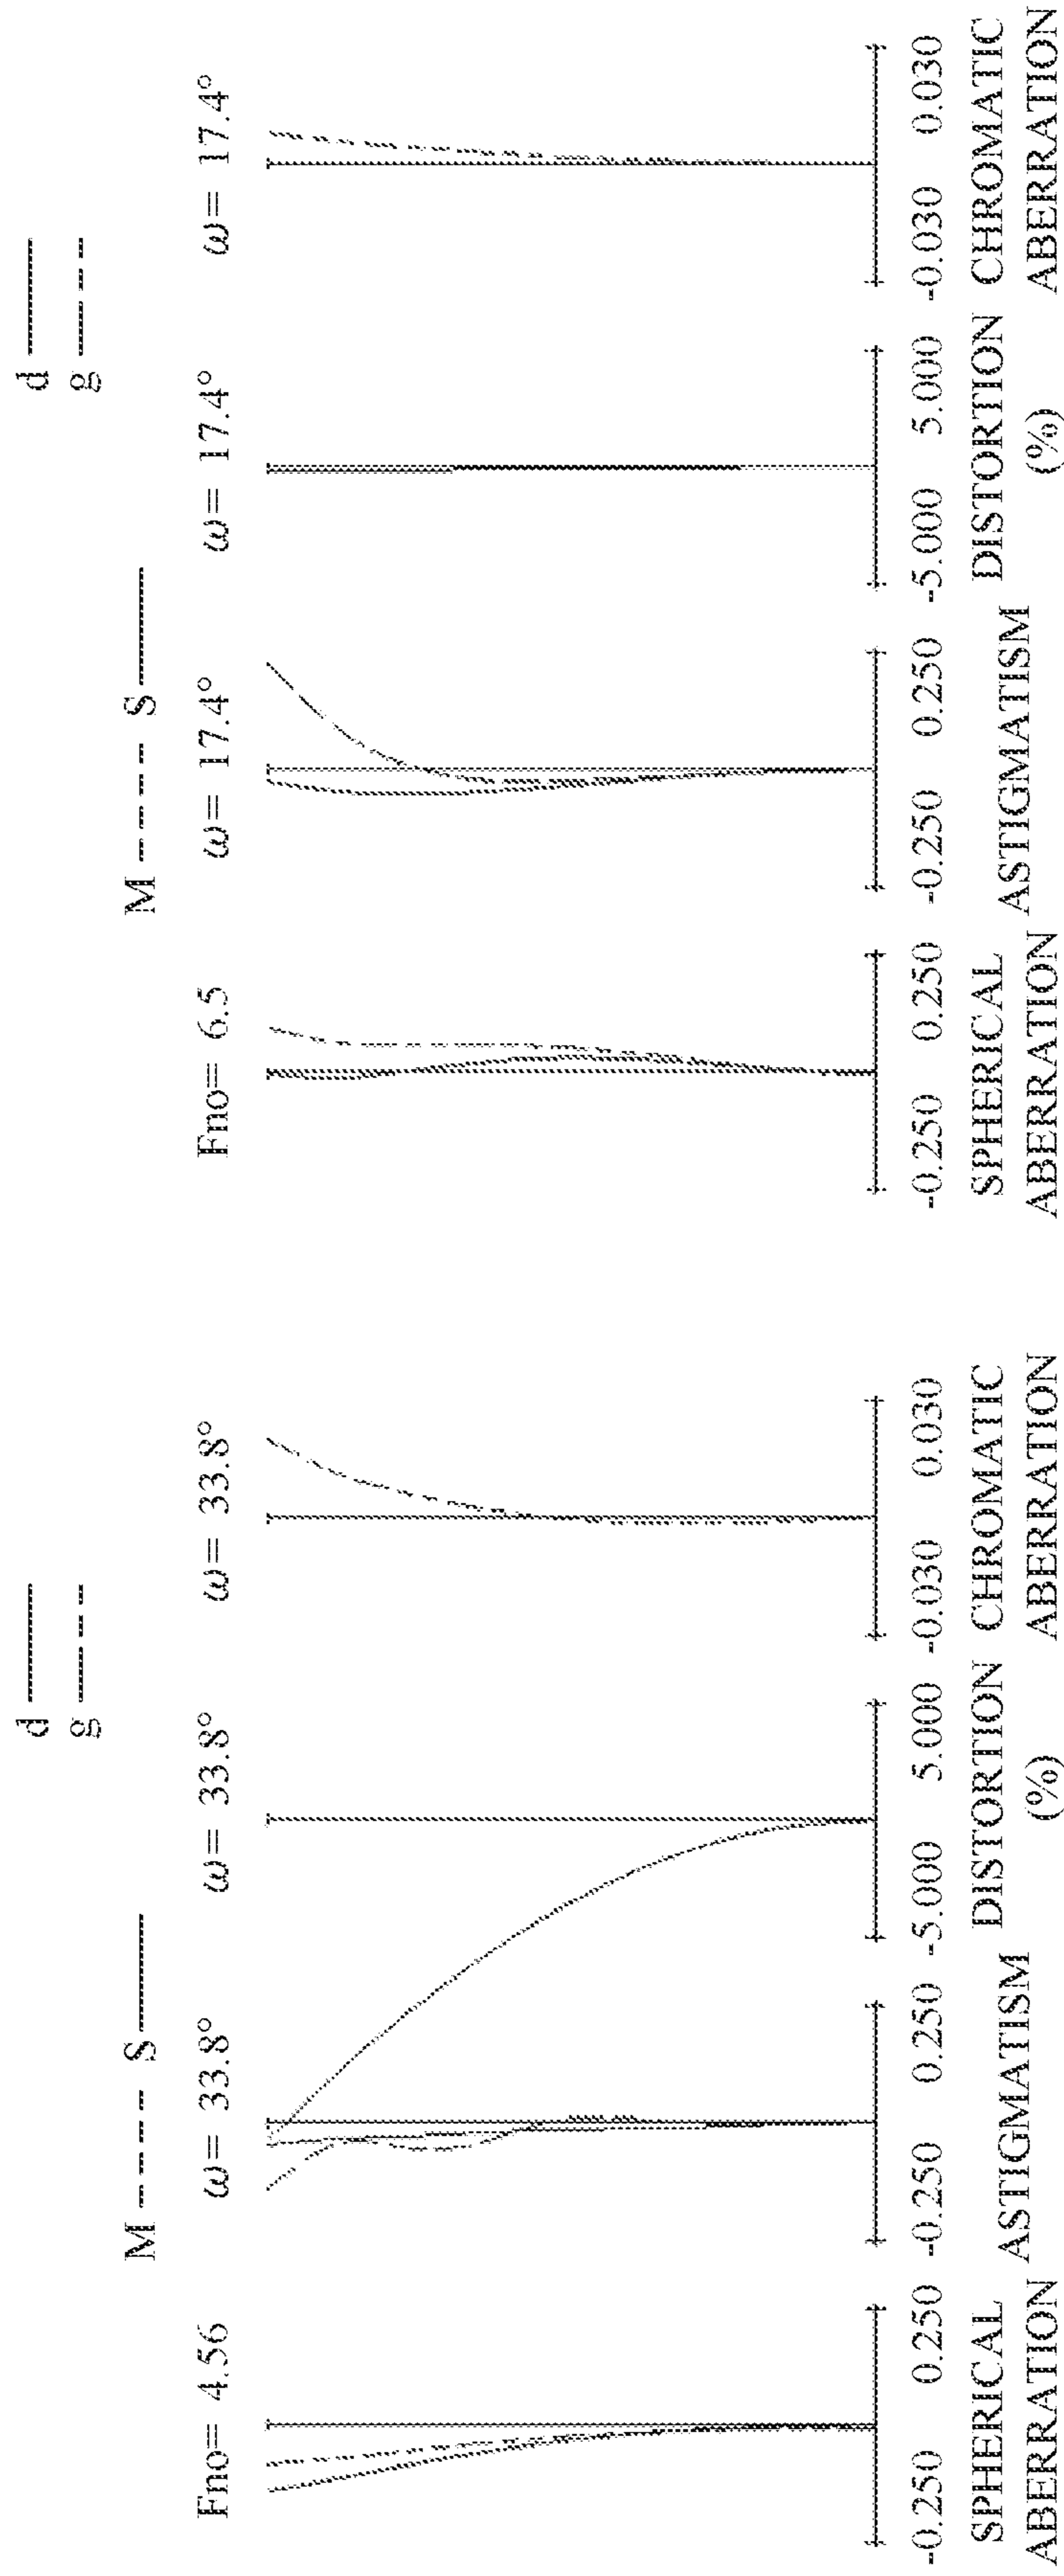 d
g
M S
Fno= 4.56
ω= 33.8°
ω= 33.8°
ω= 33.8°
-0.250 0.250
-0.250 0.250
-5.000 5.000
-0.030 0.030
SPHERICAL
ABERRATION
ASTIGMATISM
DISTORTION
(%)
CHROMATIC
ABERRATION
d
g
M S
Fno= 6.5
ω= 17.4°
ω= 17.4°
ω= 17.4°
-0.250 0.250
-0.250 0.250
-5.000 5.000
-0.030 0.030
SPHERICAL
ABERRATION
ASTIGMATISM
DISTORTION
(%)
CHROMATIC
ABERRATION